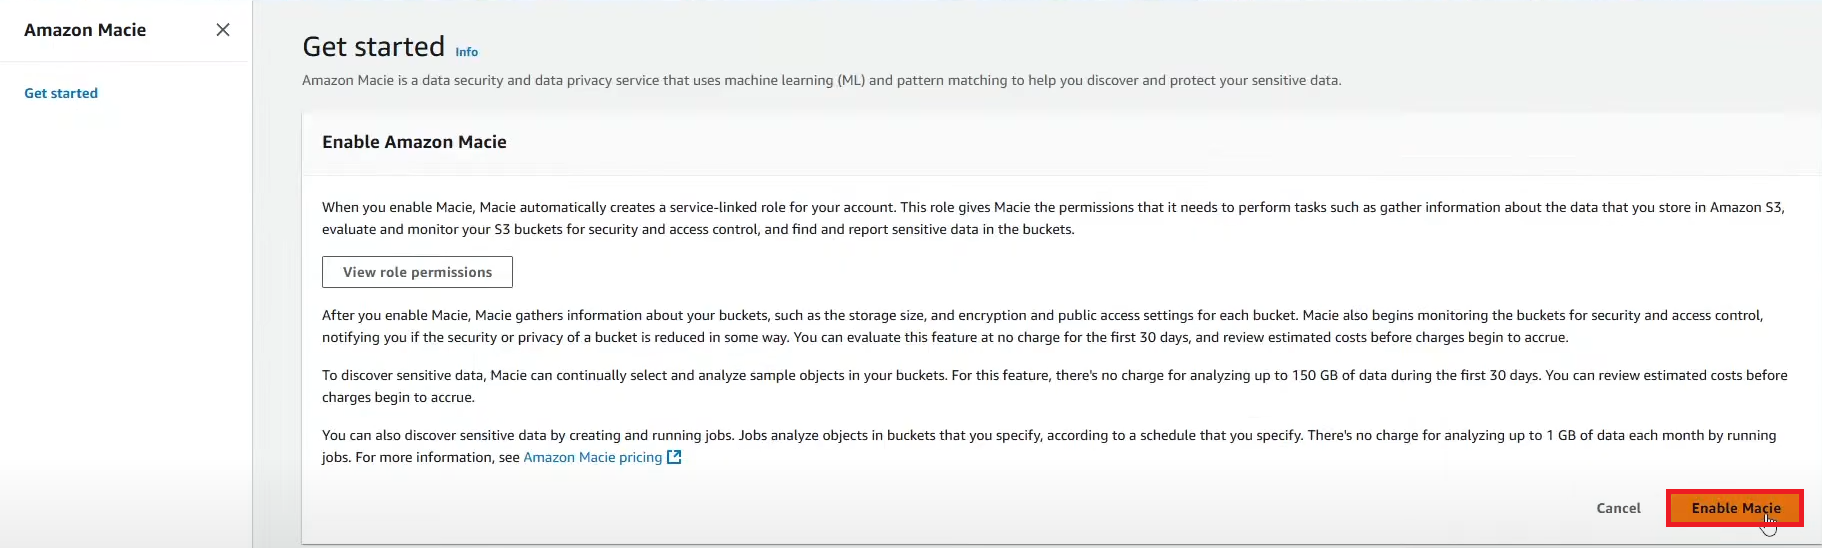 Amazon Macie
Get started
Get started Info
Amazon Macie is a data security and data privacy service that uses machine learning (ML) and pattern matching to help you discover and protect your sensitive data.
Enable Amazon Macie
When you enable Macie, Macie automatically creates a service-linked role for your account. This role gives Macie the permissions that it needs to perform tasks such as gather information about the data that you store in Amazon S3,
evaluate and monitor your S3 buckets for security and access control, and find and report sensitive data in the buckets.
View role permissions
After you enable Macie, Macie gathers information about your buckets, such as the storage size, and encryption and public access settings for each bucket. Macie also begins monitoring the buckets for security and access control,
notifying you if the security or privacy of a bucket is reduced in some way. You can evaluate this feature at no charge for the first 30 days, and review estimated costs before charges begin to accrue.
To discover sensitive data, Macie can continually select and analyze sample objects in your buckets. For this feature, there's no charge for analyzing up to 150 GB of data during the first 30 days. You can review estimated costs before
charges begin to accrue.
You can also discover sensitive data by creating and running jobs. Jobs analyze objects in buckets that you specify, according to a schedule that you specify. There's no charge for analyzing up to 1 GB of data each month by running
jobs. For more information, see Amazon Macie pricing
Cancel Enable Macie